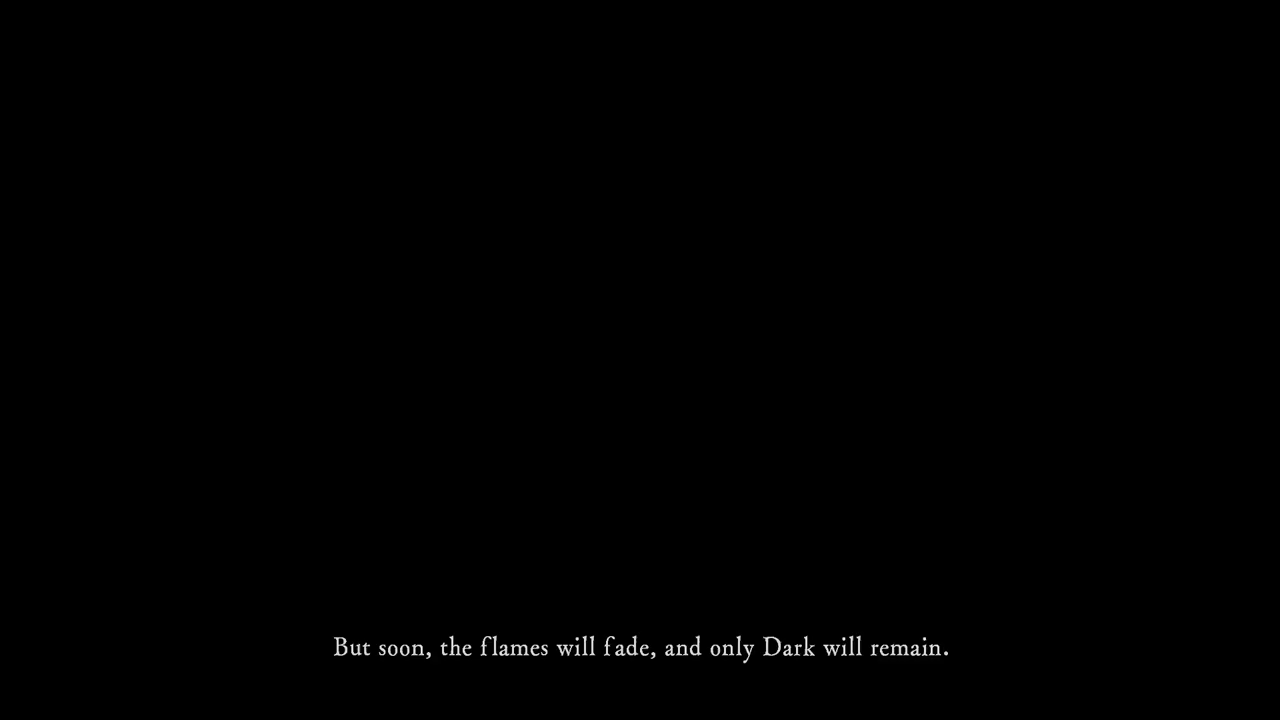 But soon, the flames will fade, and only Dark will remain.